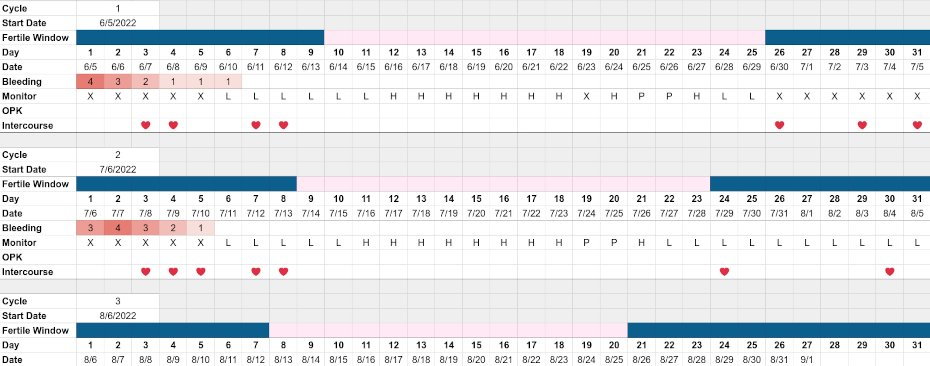 Cycle 1
Start Date 6/5/2022
Fertile Window
Day 1 2 3 4 5 6 7 8 9 10 11 12 13 14 15 16 17 18 19 20 21 22 23 24 25 26 27 28 29 30 31
Date 6/5 6/6 6/7 6/8 6/9 6/10 6/11 6/12 6/13 6/14 6/15 6/16 6/17 6/18 6/19 6/20 6/21 6/22 6/23 6/24 6/25 6/26 6/27 6/28 6/29 6/30 7/1 7/2 7/3 7/4 7/5
Bleeding 4 3 2 1 1 1
Monitor X X X X X L L L L L L H H H H H H H X H P P H L L X X X X X X
OPK
Intercourse
Cycle 2
Start Date 7/6/2022
Fertile Window
Day 1 2 3 4 5 6 7 8 9 10 11 12 13 14 15 16 17 18 19 20 21 22 23 24 25 26 27 28 29 30 31
Date 7/6 7/7 7/8 7/9 7/10 7/11 7/12 7/13 7/14 7/15 7/16 7/17 7/18 7/19 7/20 7/21 7/22 7/23 7/24 7/25 7/26 7/27 7/28 7/29 7/30 7/31 8/1 8/2 8/3 8/4 8/5
Bleeding 3 4 3 2 1
Monitor X X X X X L L L L L H H H H H H H H P P H L L L L L L L L L L
OPK
Intercourse
Cycle 3
Start Date 8/6/2022
Fertile Window
Day 1 2 3 4 5 6 7 8 9 10 11 12 13 14 15 16 17 18 19 20 21 22 23 24 25 26 27 28 29 30 31
Date 8/6 8/7 8/8 8/9 8/10 8/11 8/12 8/13 8/14 8/15 8/16 8/17 8/18 8/19 8/20 8/21 8/22 8/23 8/24 8/25 8/26 8/27 8/28 8/29 8/30 8/31 9/1